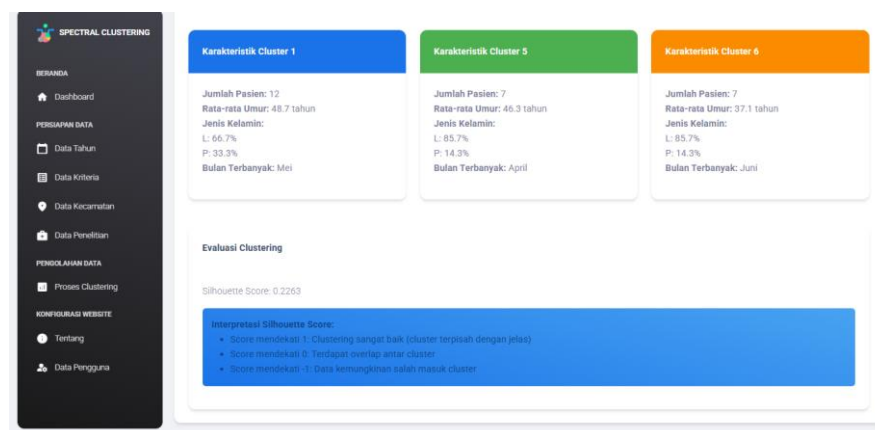 SPECTRAL CLUSTERING
BERANDA
Dashboard
PERSIAPAN DATA
Data Tahun
Data Kriteria
Data Kecamatan
Data Penelitian
PENGOLAHAN DATA
Proses Clustering
KONFIGURASI WEBSITE
Tentang
Data Pengguna
Karakteristik Cluster 1
Jumlah Pasien: 12
Rata-rata Umur: 48.7 tahun
Jenis Kelamin:
L: 66.7%
P: 33.3%
Bulan Terbanyak: Mei
Karakteristik Cluster 5
Jumlah Pasien: 7
Rata-rata Umur: 46.3 tahun
Jenis Kelamin:
L: 85.7%
P: 14.3%
Bulan Terbanyak: April
Karakteristik Cluster 6
Jumlah Pasien: 7
Rata-rata Umur: 37.1 tahun
Jenis Kelamin:
L: 85.7%
P: 14.3%
Bulan Terbanyak: Juni
Evaluasi Clustering
Silhouette Score: 0.2263
Interpretasi Silhouette Score:
• Score mendekati 1: Clustering sangat baik (cluster terpisah dengan jelas)
• Score mendekati 0: Terdapat overlap antar cluster
• Score mendekati -1: Data kemungkinan salah masuk cluster